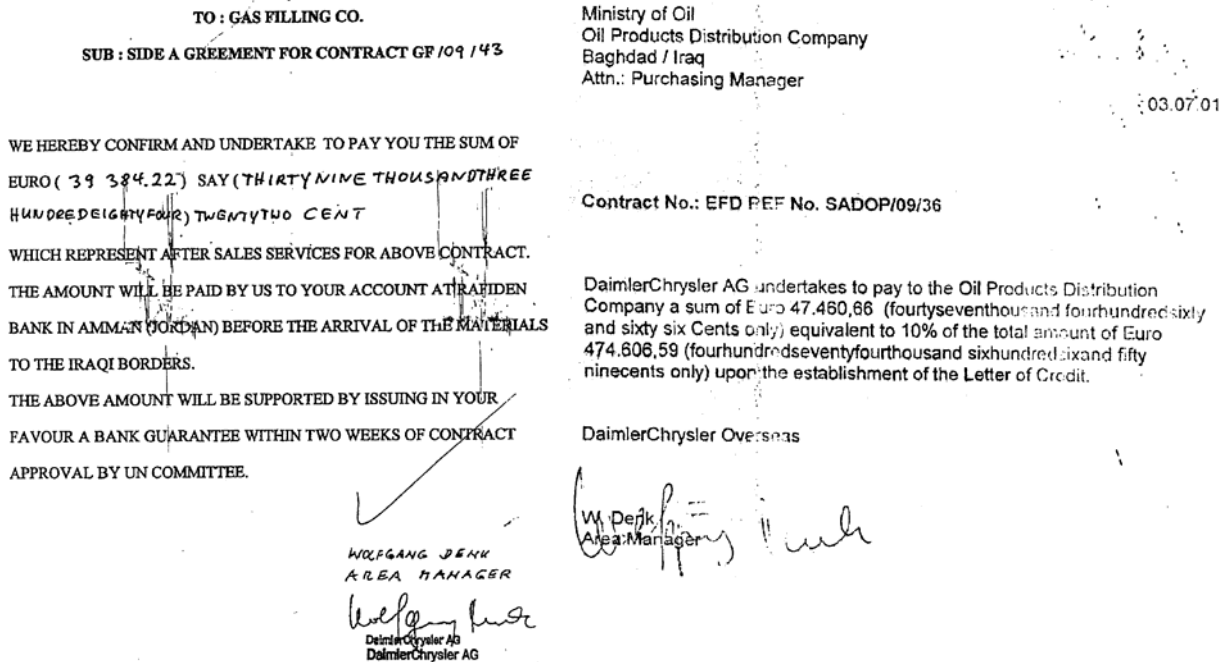 TO : GAS FILLING CO.
SUB : SIDE A GREEMENT FOR CONTRACT GF /09 / 43
WE HEREBY CONFIRM AND UNDERTAKE TO PAY YOU THE SUM OF
EURO ( 39 384.22 ) SAY ( THIRTY NINE THOUSAND THREE
HUNDRED EIGHTY FOUR ) TWENTY TWO CENT
WHICH REPRESENT AFTER SALES SERVICES FOR ABOVE CONTRACT.
THE AMOUNT WILL BE PAID BY US TO YOUR ACCOUNT AT RAFIDEN
BANK IN AMMAN (JORDAN) BEFORE THE ARRIVAL OF THE MATERIALS
TO THE IRAQI BORDERS.
THE ABOVE AMOUNT WILL BE SUPPORTED BY ISSUING IN YOUR
FAVOUR A BANK GUARANTEE WITHIN TWO WEEKS OF CONTRACT
APPROVAL BY UN COMMITTEE.
WOLFGANG DENK
AREA MANAGER
Wolfgang Denk
DaimlerChrysler AG
DaimlerChrysler AG
Ministry of Oil
Oil Products Distribution Company
Baghdad / Iraq
Attn.: Purchasing Manager
03.07.01
Contract No.: EFD REF No. SADOP/09/36
DaimlerChrysler AG undertakes to pay to the Oil Products Distribution
Company a sum of Euro 47.460,66 (fourtyseventhousand fourhundredsixty
and sixty six Cents only) equivalent to 10% of the total amount of Euro
474.606,59 (fourhundredseventyfourthousand sixhundredsixand fifty
ninecents only) upon the establishment of the Letter of Credit.
DaimlerChrysler Overseas
W. Denk
Area Manager
Wolfgang Denk